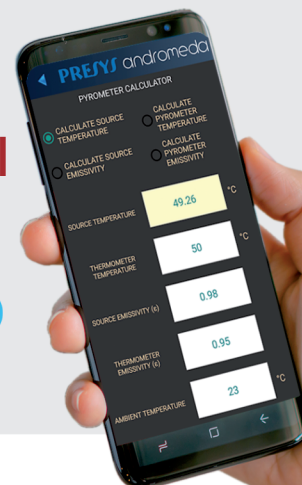 PRESYS andromeda
PYROMETER CALCULATOR
CALCULATE SOURCE
TEMPERATURE
CALCULATE
PYROMETER
TEMPERATURE
CALCULATE SOURCE
EMISSIVITY
CALCULATE
PYROMETER
EMISSIVITY
SOURCE TEMPERATURE
49.26
°C
THERMOMETER
TEMPERATURE
50
°C
SOURCE EMISSIVITY (ε)
0.98
THERMOMETER
EMISSIVITY (ε)
0.95
AMBIENT TEMPERATURE
23
°C